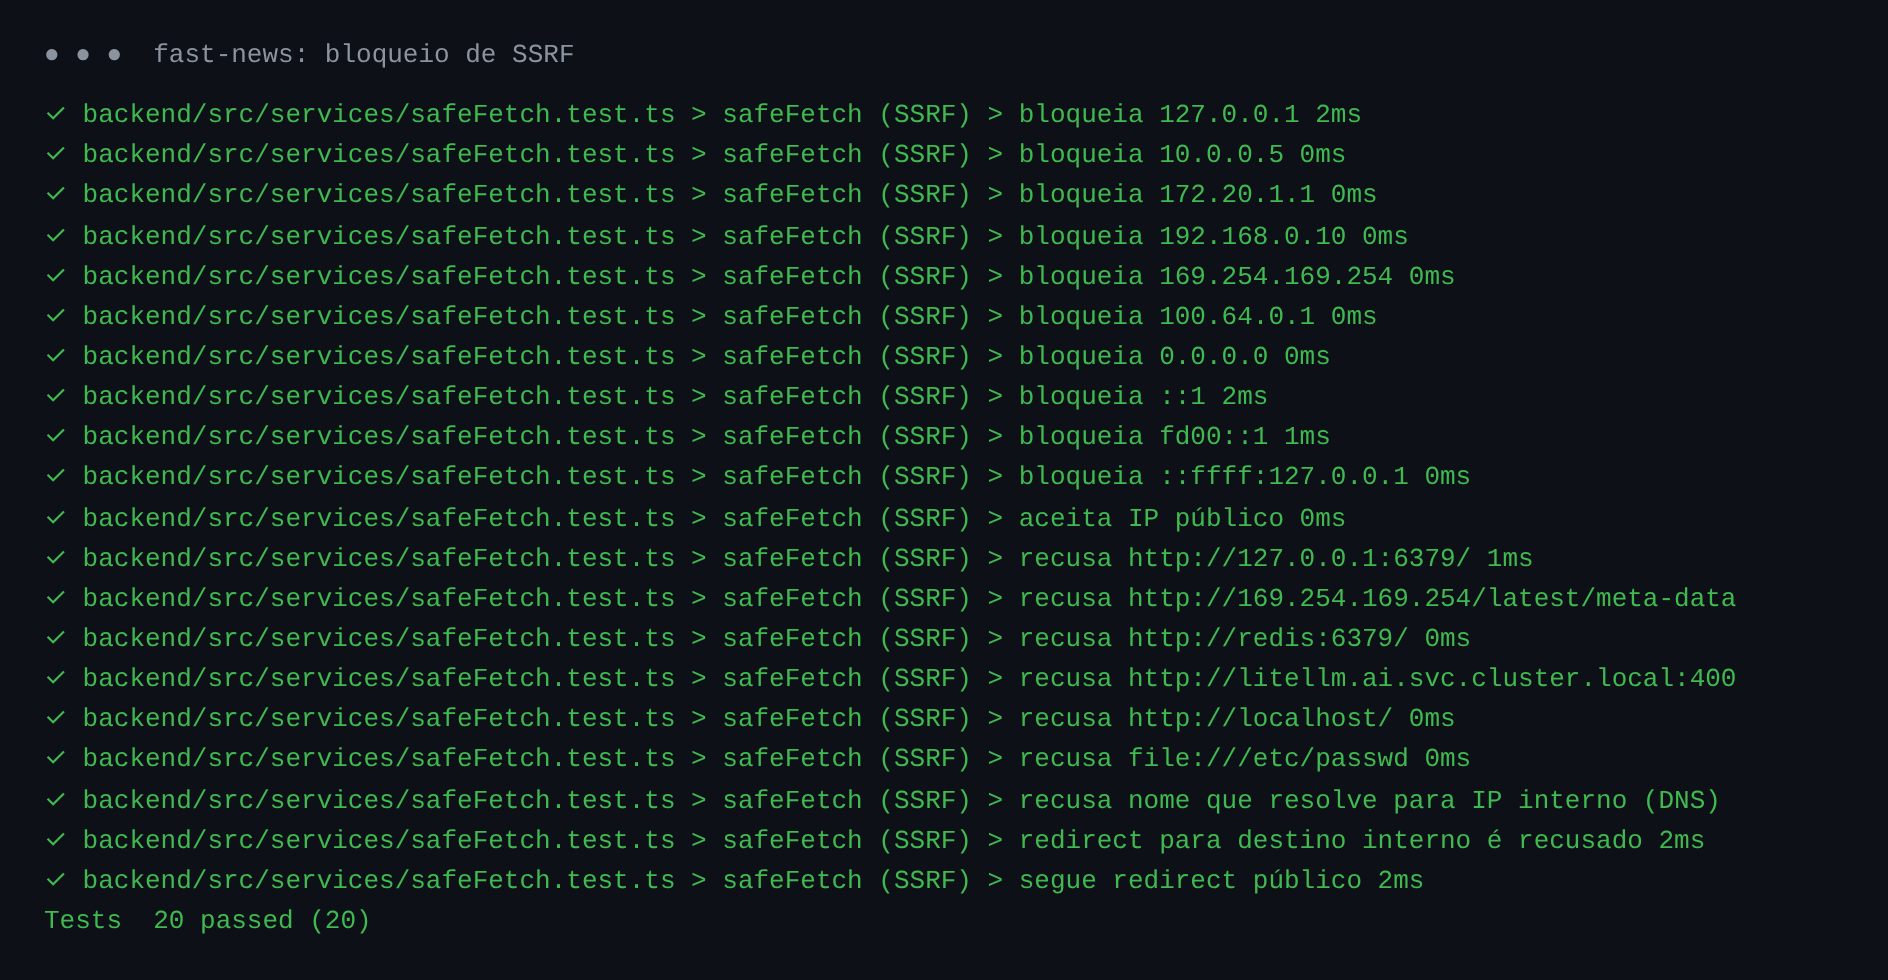 ● ● ● fast-news: bloqueio de SSRF
✓ backend/src/services/safeFetch.test.ts > safeFetch (SSRF) > bloqueia 127.0.0.1 2ms
✓ backend/src/services/safeFetch.test.ts > safeFetch (SSRF) > bloqueia 10.0.0.5 0ms
✓ backend/src/services/safeFetch.test.ts > safeFetch (SSRF) > bloqueia 172.20.1.1 0ms
✓ backend/src/services/safeFetch.test.ts > safeFetch (SSRF) > bloqueia 192.168.0.10 0ms
✓ backend/src/services/safeFetch.test.ts > safeFetch (SSRF) > bloqueia 169.254.169.254 0ms
✓ backend/src/services/safeFetch.test.ts > safeFetch (SSRF) > bloqueia 100.64.0.1 0ms
✓ backend/src/services/safeFetch.test.ts > safeFetch (SSRF) > bloqueia 0.0.0.0 0ms
✓ backend/src/services/safeFetch.test.ts > safeFetch (SSRF) > bloqueia ::1 2ms
✓ backend/src/services/safeFetch.test.ts > safeFetch (SSRF) > bloqueia fd00::1 1ms
✓ backend/src/services/safeFetch.test.ts > safeFetch (SSRF) > bloqueia ::ffff:127.0.0.1 0ms
✓ backend/src/services/safeFetch.test.ts > safeFetch (SSRF) > aceita IP público 0ms
✓ backend/src/services/safeFetch.test.ts > safeFetch (SSRF) > recusa http://127.0.0.1:6379/ 1ms
✓ backend/src/services/safeFetch.test.ts > safeFetch (SSRF) > recusa http://169.254.169.254/latest/meta-data
✓ backend/src/services/safeFetch.test.ts > safeFetch (SSRF) > recusa http://redis:6379/ 0ms
✓ backend/src/services/safeFetch.test.ts > safeFetch (SSRF) > recusa http://litellm.ai.svc.cluster.local:400
✓ backend/src/services/safeFetch.test.ts > safeFetch (SSRF) > recusa http://localhost/ 0ms
✓ backend/src/services/safeFetch.test.ts > safeFetch (SSRF) > recusa file:///etc/passwd 0ms
✓ backend/src/services/safeFetch.test.ts > safeFetch (SSRF) > recusa nome que resolve para IP interno (DNS)
✓ backend/src/services/safeFetch.test.ts > safeFetch (SSRF) > redirect para destino interno é recusado 2ms
✓ backend/src/services/safeFetch.test.ts > safeFetch (SSRF) > segue redirect público 2ms
Tests  20 passed (20)